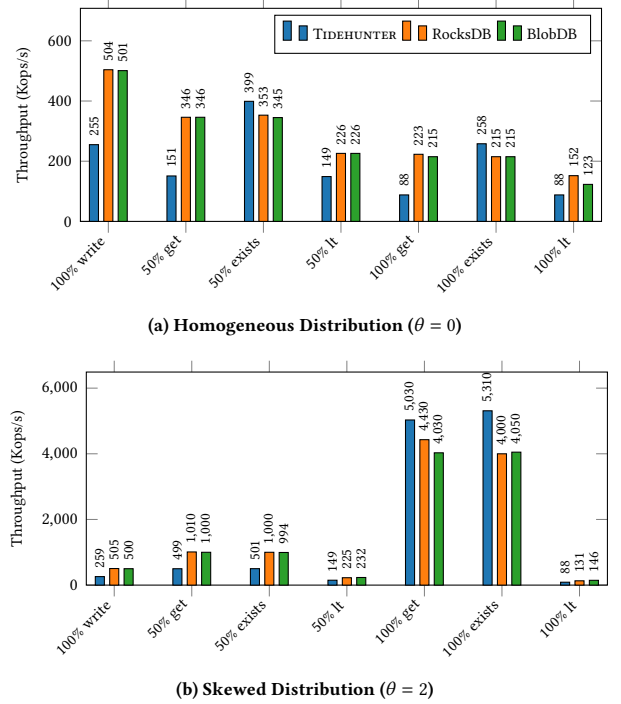 Throughput (Kops/s)
600
400
200
0
TIDEHUNTER RocksDB BlobDB
255 504 501
151 346 346
399 353 345
149 226 226
88 223 215
258 215 215
88 152 123
100% write
50% get
50% exists
50% lt
100% get
100% exists
100% lt
(a) Homogeneous Distribution (θ = 0)
Throughput (Kops/s)
6,000
4,000
2,000
0
259 505 500
499 1,010 1,000
501 1,000 994
149 225 232
5,030 4,430 4,030
5,310 4,000 4,050
88 131 146
100% write
50% get
50% exists
50% lt
100% get
100% exists
100% lt
(b) Skewed Distribution (θ = 2)